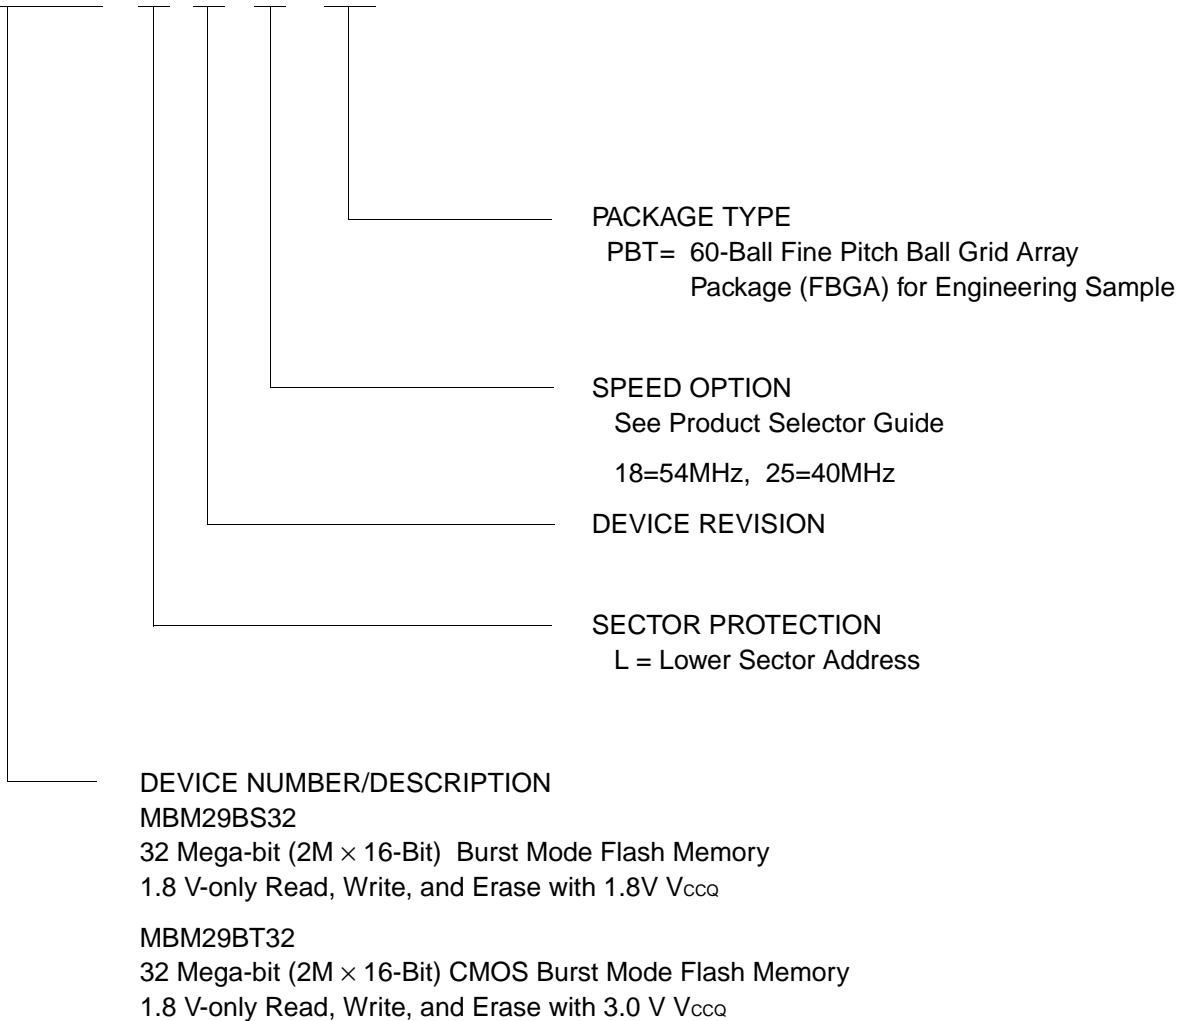 PACKAGE TYPE
PBT= 60-Ball Fine Pitch Ball Grid Array
Package (FBGA) for Engineering Sample
SPEED OPTION
See Product Selector Guide
18=54MHz, 25=40MHz
DEVICE REVISION
SECTOR PROTECTION
L = Lower Sector Address
DEVICE NUMBER/DESCRIPTION
MBM29BS32
32 Mega-bit (2M × 16-Bit) Burst Mode Flash Memory
1.8 V-only Read, Write, and Erase with 1.8V VCCQ
MBM29BT32
32 Mega-bit (2M × 16-Bit) CMOS Burst Mode Flash Memory
1.8 V-only Read, Write, and Erase with 3.0 V VCCQ